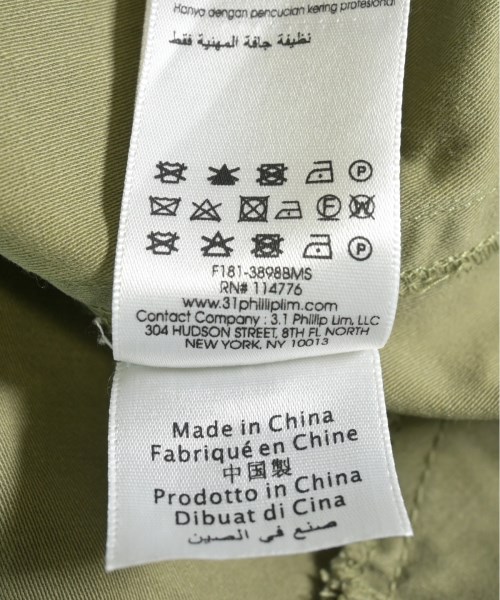 Hanya dengan pencucian kering profesional
نظيفة جافة المهنية فقط
P
F W
P
F181-3898BMS
RN# 114776
www.31philliplim.com
Contact Company : 3.1 Phillip Lim, LLC
304 HUDSON STREET, 8TH FL NORTH
NEW YORK, NY 10013
Made in China
Fabriqué en Chine
中国製
Prodotto in China
Dibuat di Cina
صنع في الصين